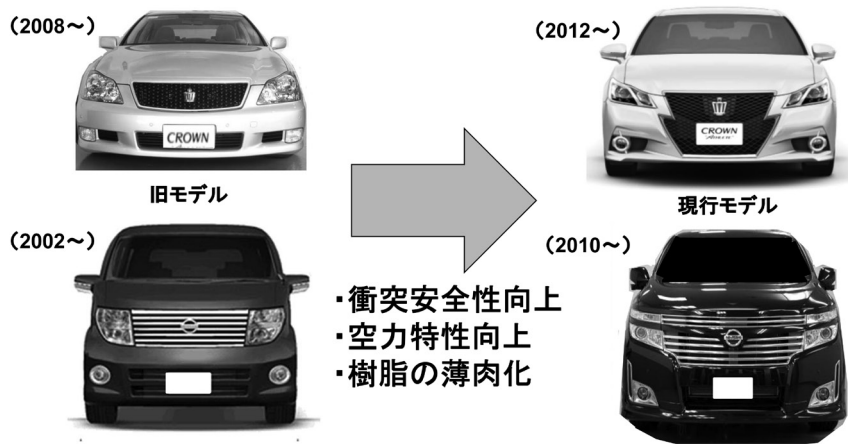 (2008～)
CROWN
旧モデル
(2002～)
・衝突安全性向上
・空力特性向上
・樹脂の薄肉化
(2012～)
CROWN
現行モデル
(2010～)